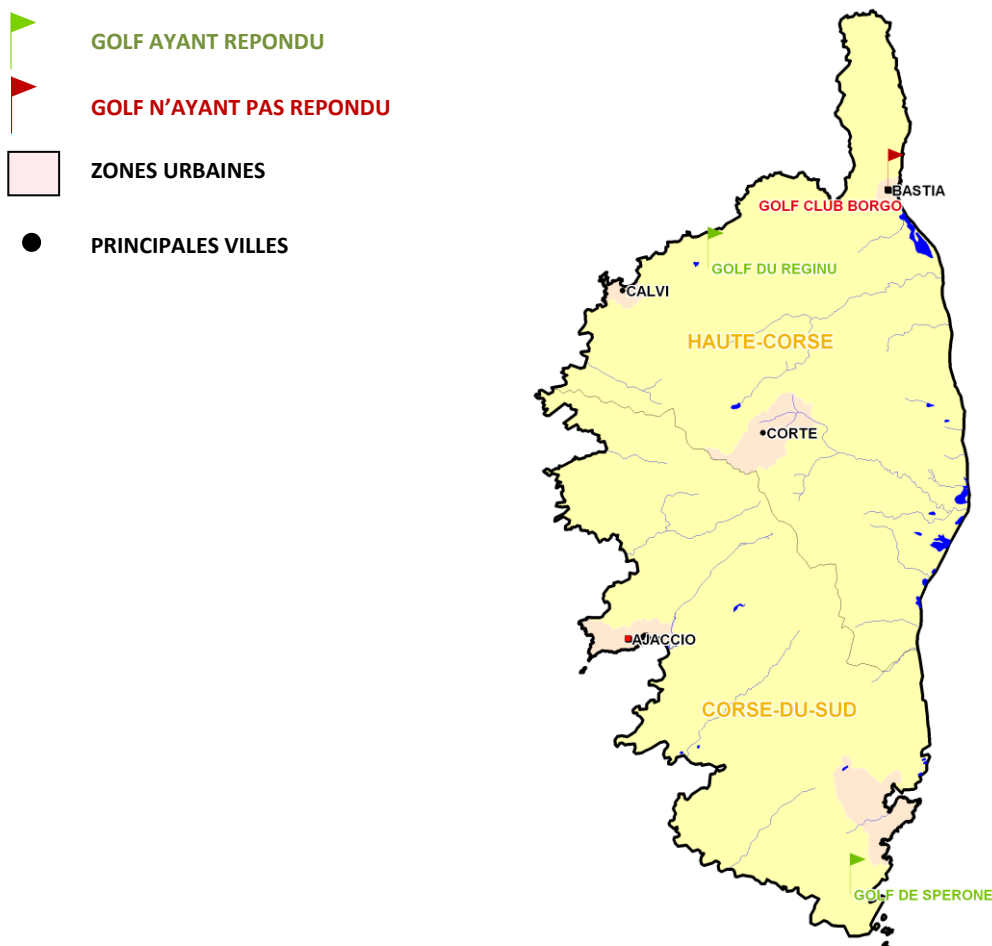 GOLF AYANT REPONDU
GOLF N’AYANT PAS REPONDU
ZONES URBAINES
PRINCIPALES VILLES
BASTIA
GOLF CLUB BORGO
GOLF DU REGINU
CALVI
HAUTE-CORSE
CORTE
AJACCIO
CORSE-DU-SUD
GOLF DE SPERONE